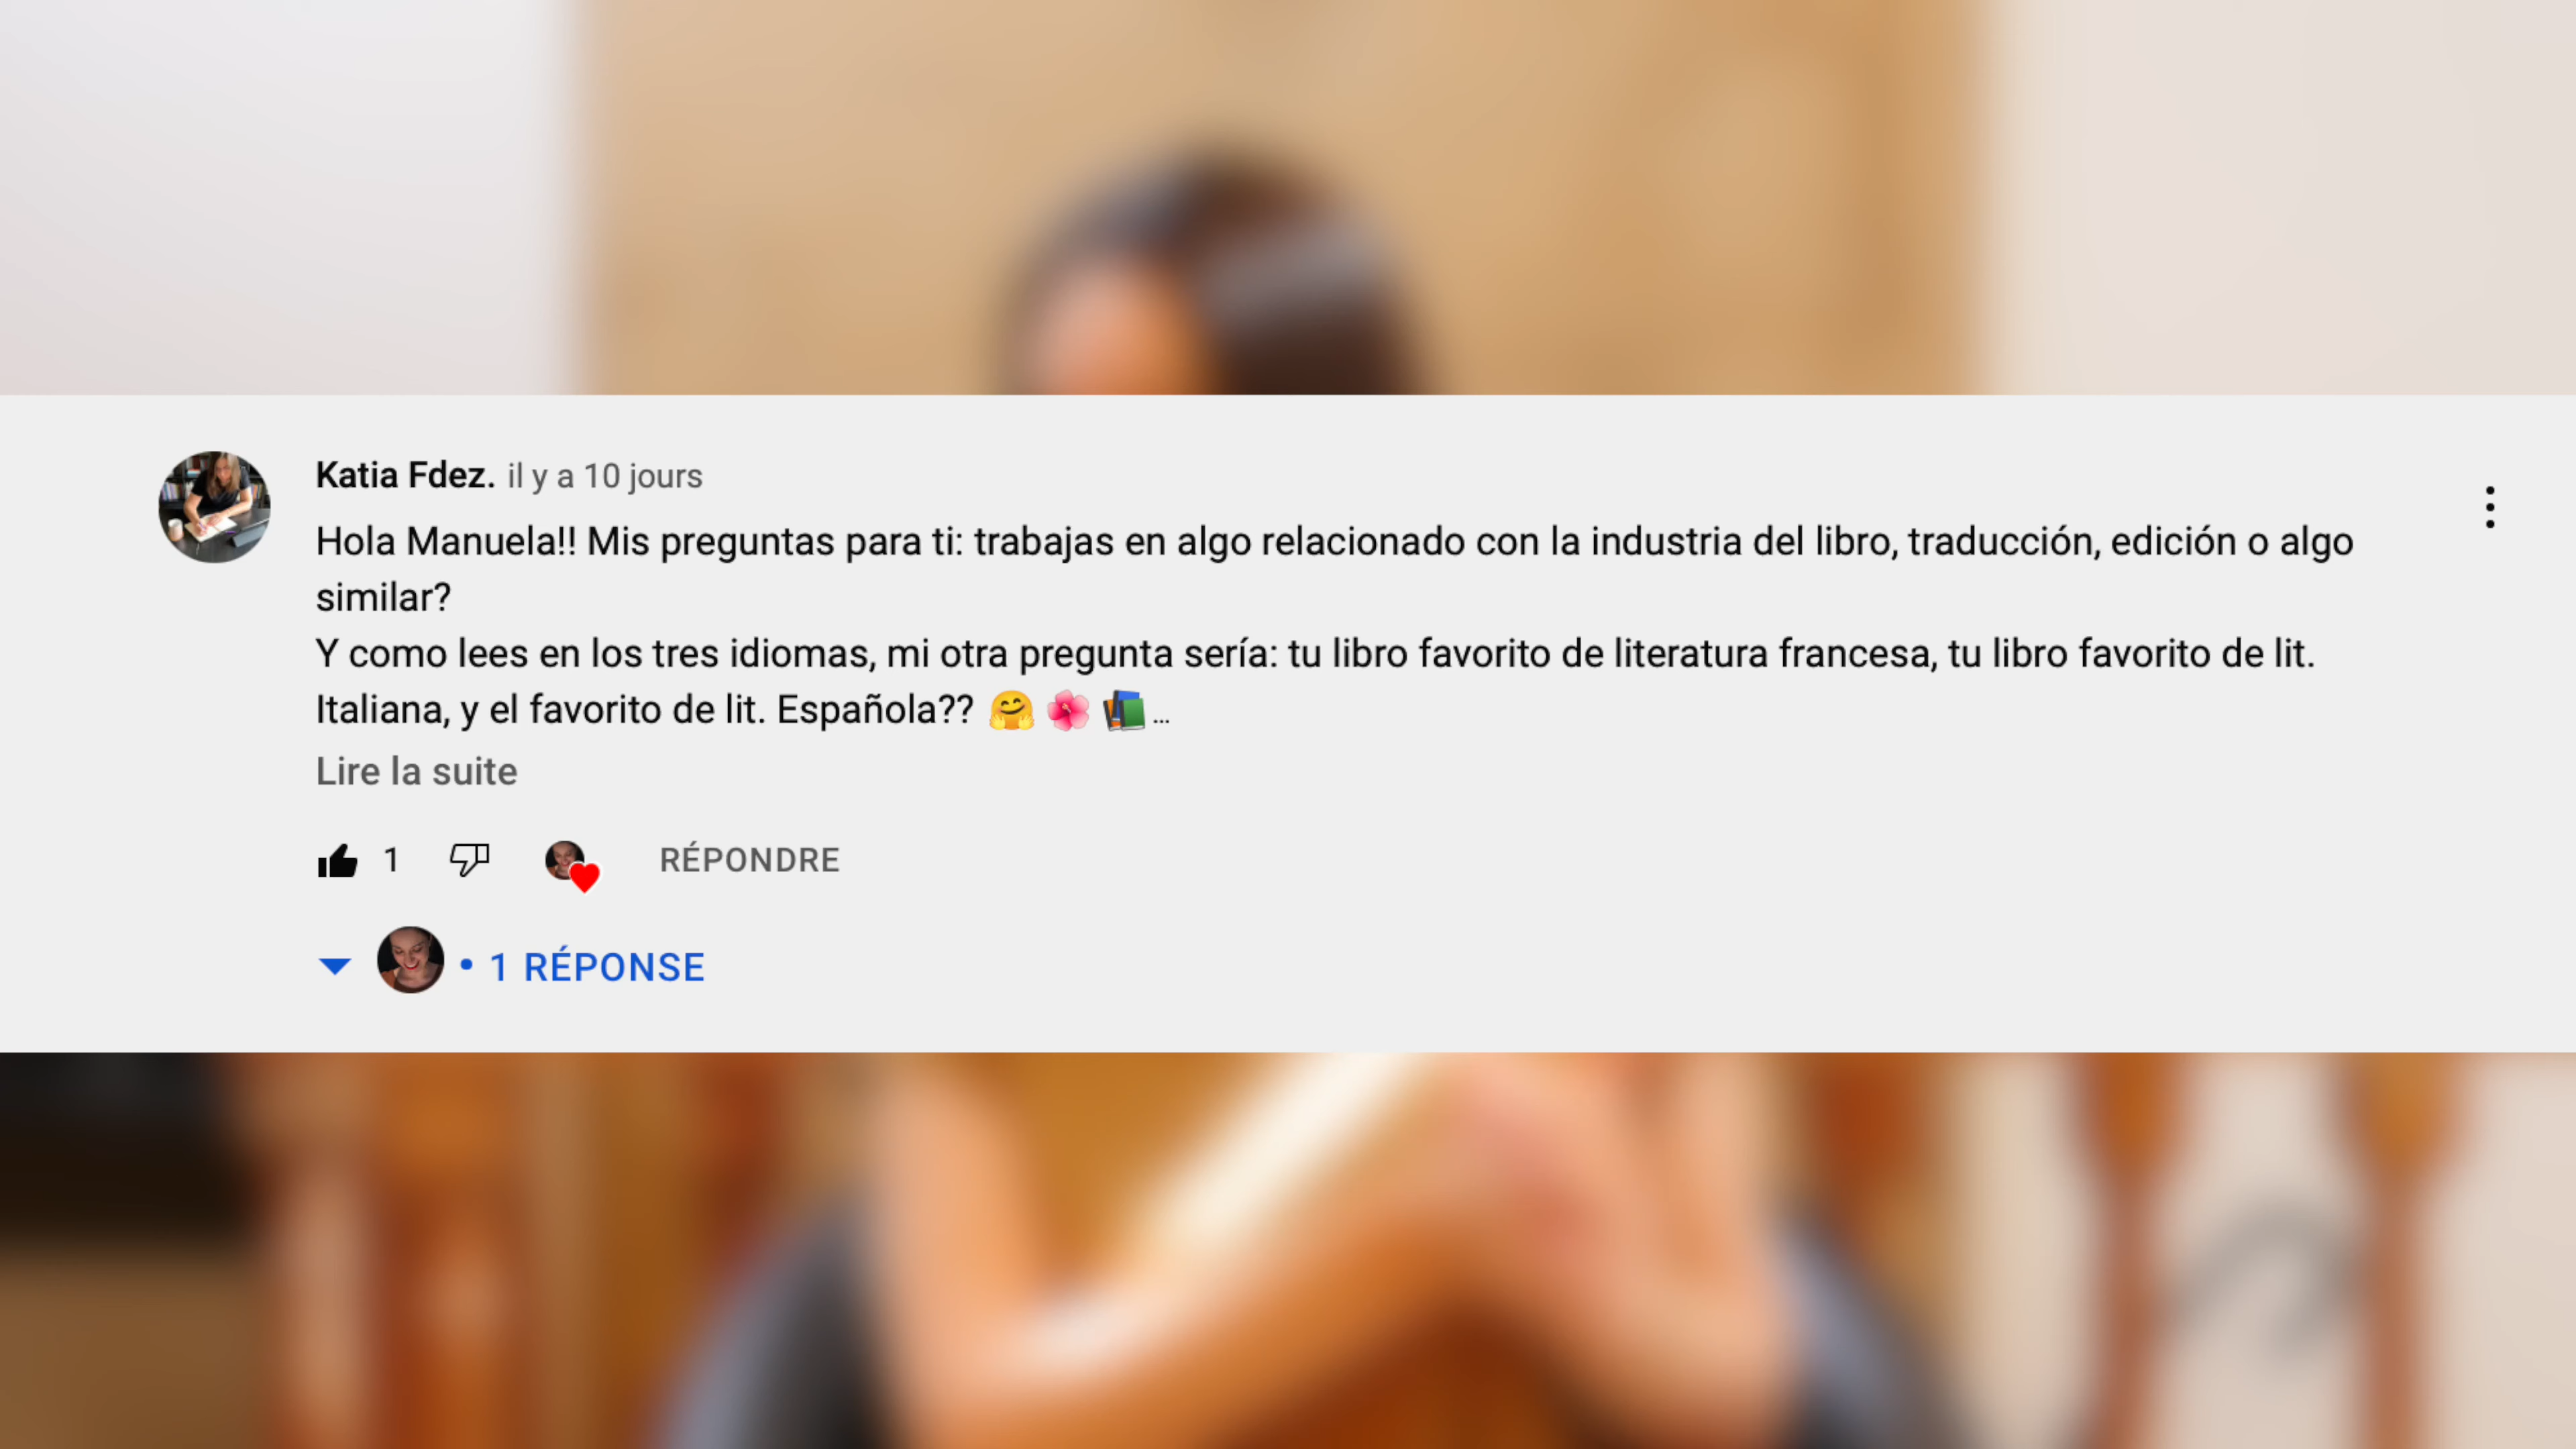 Katia Fdez. il y a 10 jours
Hola Manuela!! Mis preguntas para ti: trabajas en algo relacionado con la industria del libro, traducción, edición o algo
similar?
Y como lees en los tres idiomas, mi otra pregunta sería: tu libro favorito de literatura francesa, tu libro favorito de lit.
Italiana, y el favorito de lit. Española?? 🤗 🌺 📚 ...
Lire la suite
1 RÉPONDRE
• 1 RÉPONSE